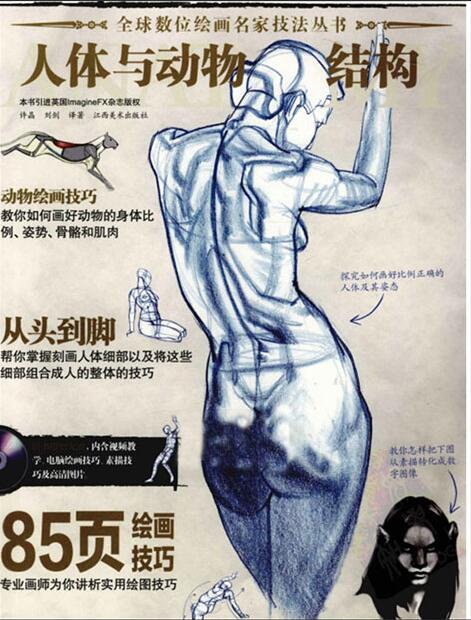 全球数位绘画名家技法丛书
人体与动物 结构
本书引进英国ImagineFX杂志版权
许晶 刘剑 译著 江西美术出版社
动物绘画技巧
教你如何画好动物的身体比
例、姿势、骨骼和肌肉
探究如何画好比例正确的
人体及其姿态
从头到脚
帮你掌握刻画人体细部以及将这些
细部组合成人的整体的技巧
内含视频教
学,电脑绘画技巧、素描技
巧及高清图片
教你怎样把下图
从素描转化成数
字图像
85页 绘画
技巧
专业画师为你讲析实用绘图技巧